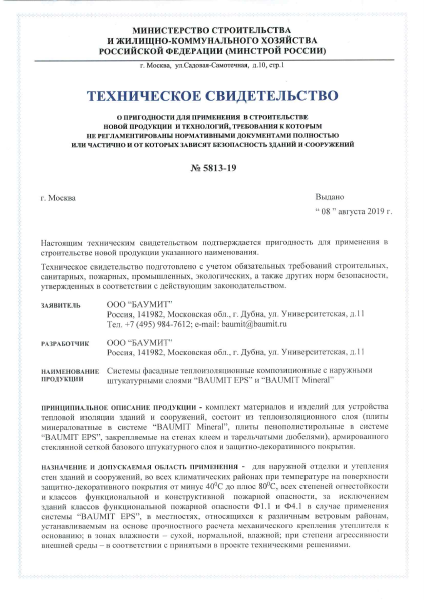 МИНИСТЕРСТВО СТРОИТЕЛЬСТВА
И ЖИЛИЩНО-КОММУНАЛЬНОГО ХОЗЯЙСТВА
РОССИЙСКОЙ ФЕДЕРАЦИИ (МИНСТРОЙ РОССИИ)
г. Москва, ул.Садовая-Самотечная, д.10, стр.1
ТЕХНИЧЕСКОЕ СВИДЕТЕЛЬСТВО
О ПРИГОДНОСТИ ДЛЯ ПРИМЕНЕНИЯ В СТРОИТЕЛЬСТВЕ
НОВОЙ ПРОДУКЦИИ И ТЕХНОЛОГИЙ, ТРЕБОВАНИЯ К КОТОРЫМ
НЕ РЕГЛАМЕНТИРОВАНЫ НОРМАТИВНЫМИ ДОКУМЕНТАМИ ПОЛНОСТЬЮ
ИЛИ ЧАСТИЧНО И ОТ КОТОРЫХ ЗАВИСЯТ БЕЗОПАСНОСТЬ ЗДАНИЙ И СООРУЖЕНИЙ
№ 5813-19
г. Москва
Выдано
“ 08 ” августа 2019 г.
Настоящим техническим свидетельством подтверждается пригодность для применения в
строительстве новой продукции указанного наименования.
Техническое свидетельство подготовлено с учетом обязательных требований строительных,
санитарных, пожарных, промышленных, экологических, а также других норм безопасности,
утвержденных в соответствии с действующим законодательством.
ЗАЯВИТЕЛЬ ООО “БАУМИТ”
Россия, 141982, Московская обл., г. Дубна, ул. Университетская, д.11
Тел. +7 (495) 984-7612; e-mail: baumit@baumit.ru
РАЗРАБОТЧИК ООО “БАУМИТ”
Россия, 141982, Московская обл., г. Дубна, ул. Университетская, д.11
НАИМЕНОВАНИЕ Системы фасадные теплоизоляционные композиционные с наружными
ПРОДУКЦИИ штукатурными слоями “BAUMIT EPS” и “BAUMIT Mineral”
ПРИНЦИПИАЛЬНОЕ ОПИСАНИЕ ПРОДУКЦИИ - комплект материалов и изделий для устройства
тепловой изоляции зданий и сооружений, состоит из теплоизоляционного слоя (плиты
минераловатные в системе “BAUMIT Mineral”, плиты пенополистирольные в системе
“BAUMIT EPS”, закрепляемые на стенах клеем и тарельчатыми дюбелями), армированного
стеклянной сеткой базового штукатурного слоя и защитно-декоративного покрытия.
НАЗНАЧЕНИЕ И ДОПУСКАЕМАЯ ОБЛАСТЬ ПРИМЕНЕНИЯ - для наружной отделки и утепления
стен зданий и сооружений, во всех климатических районах при температуре на поверхности
защитно-декоративного покрытия от минус 40⁰С до плюс 80⁰С, всех степеней огнестойкости
и классов функциональной и конструктивной пожарной опасности, за исключением
зданий классов функциональной пожарной опасности Ф1.1 и Ф4.1 в случае применения
системы “BAUMIT EPS”, в местностях, относящихся к различным ветровым районам,
устанавливаемым на основе прочностного расчета механического крепления утеплителя к
основанию; в зонах влажности – сухой, нормальной, влажной; при степени агрессивности
внешней среды – в соответствии с принятыми в проекте техническими решениями.